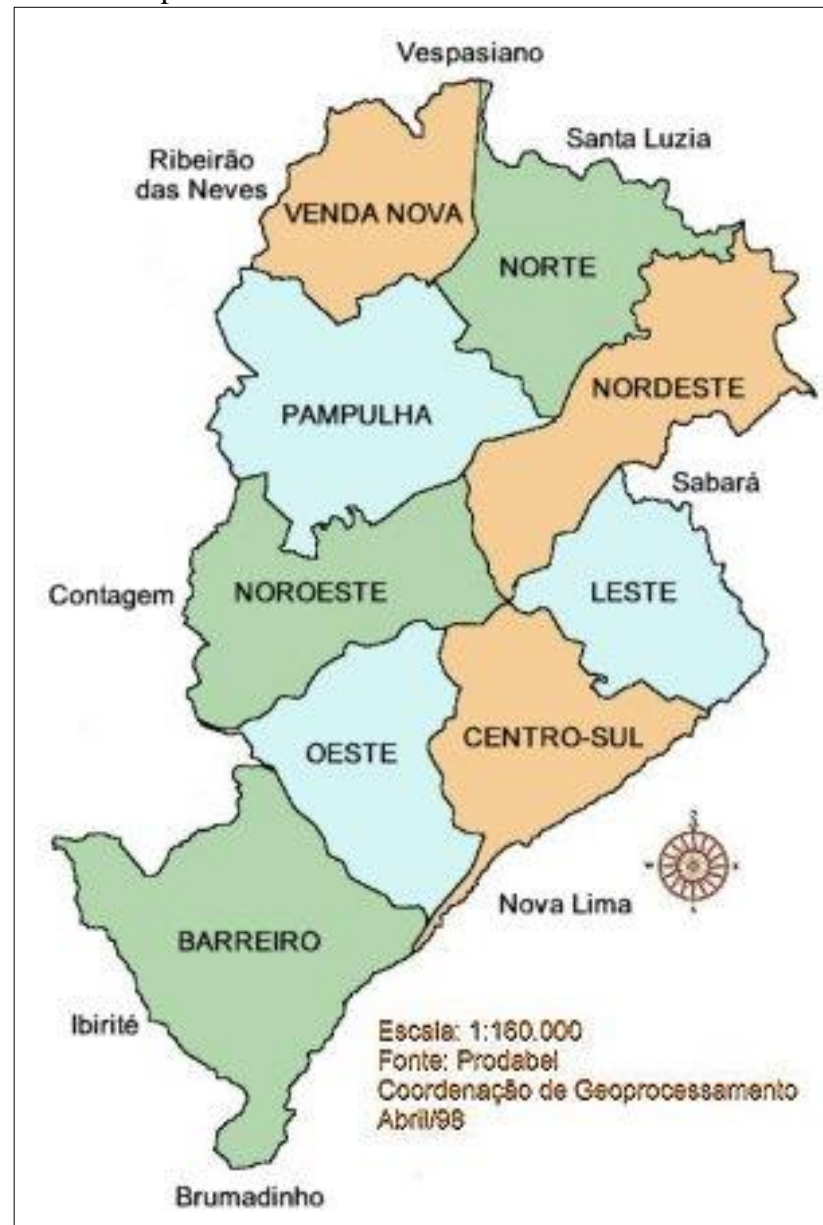 Vespasiano
Santa Luzia
Ribeirão
das Neves
VENDA NOVA
NORTE
NORDESTE
PAMPULHA
Sabará
Contagem
NOROESTE
LESTE
OESTE
CENTRO-SUL
Nova Lima
BARREIRO
Ibirité
Escala: 1:160.000
Fonte: Prodabel
Coordenação de Geoprocessamento
Abril/98
Brumadinho